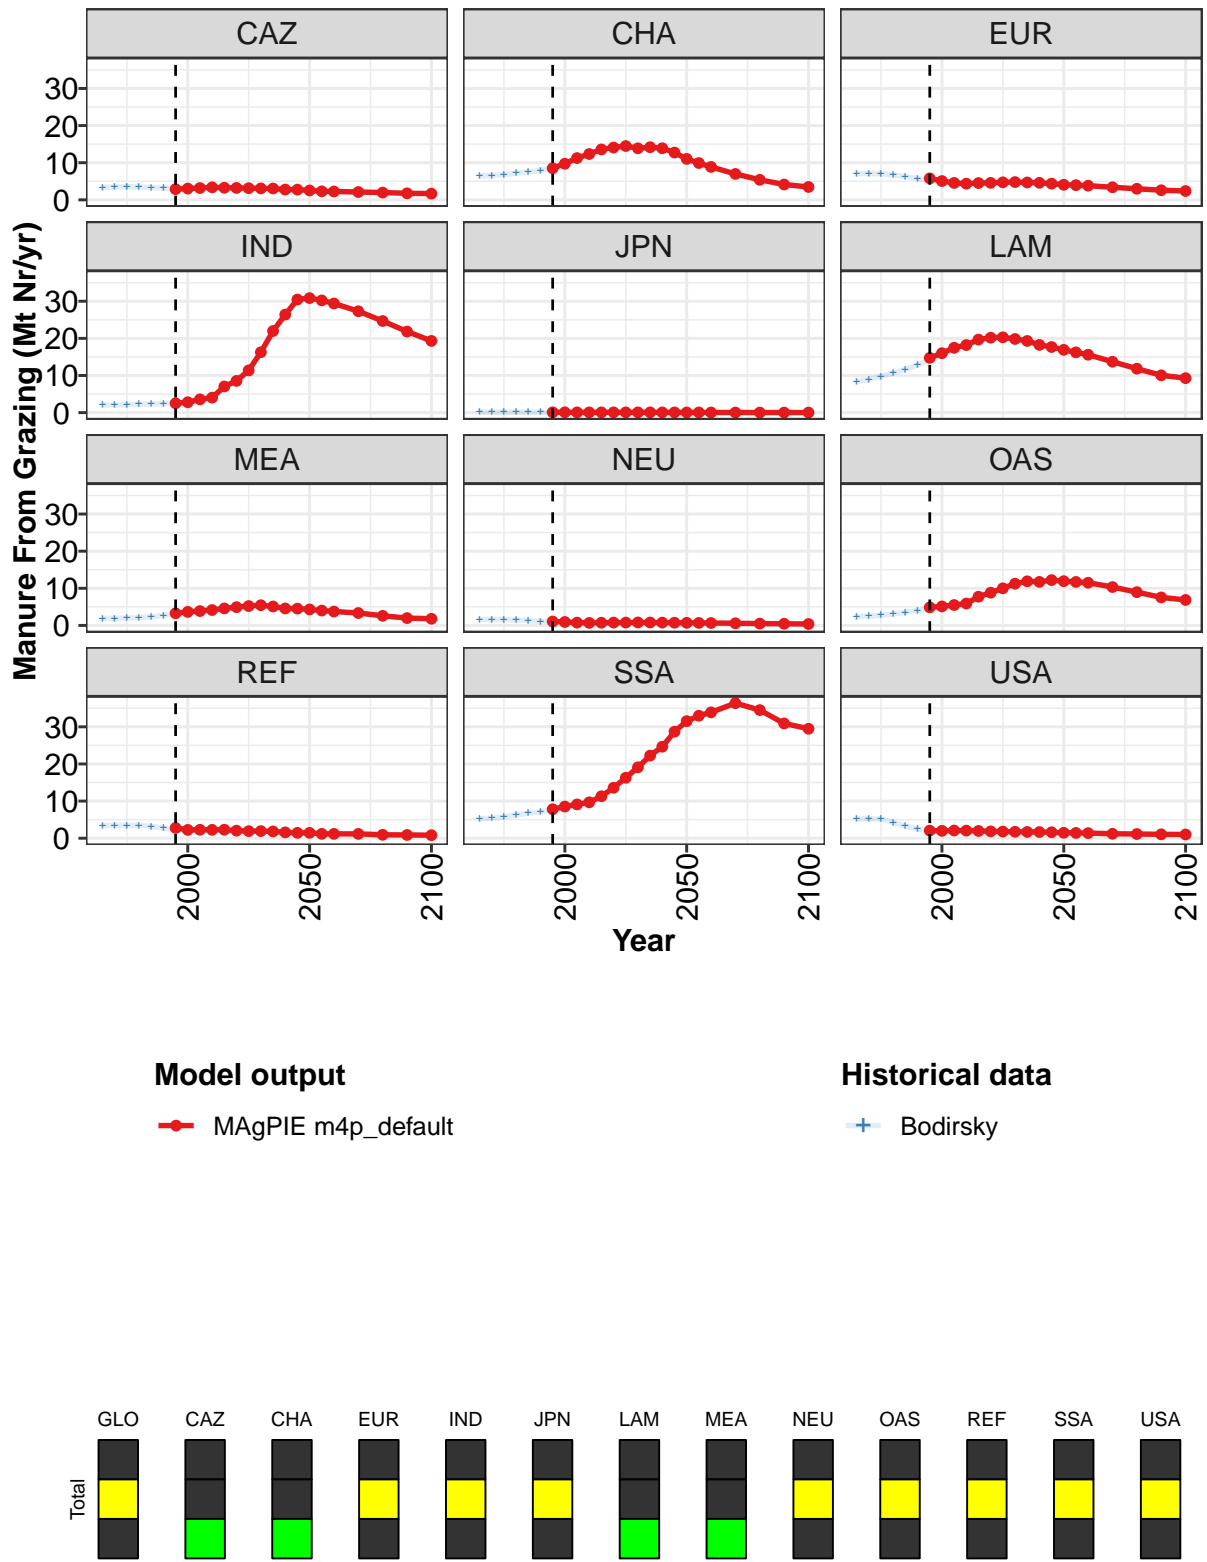 CAZ CHA EUR
30
20
10
0
IND JPN LAM
30
20
10
0
MEA NEU OAS
30
20
10
0
REF SSA USA
30
20
10
0
Manure From Grazing (Mt Nr/yr)
2000 2050 2100 2000 2050 2100 2000 2050 2100
Year
Model output Historical data
MAgPIE m4p_default Bodirsky
GLO CAZ CHA EUR IND JPN LAM MEA NEU OAS REF SSA USA
Total